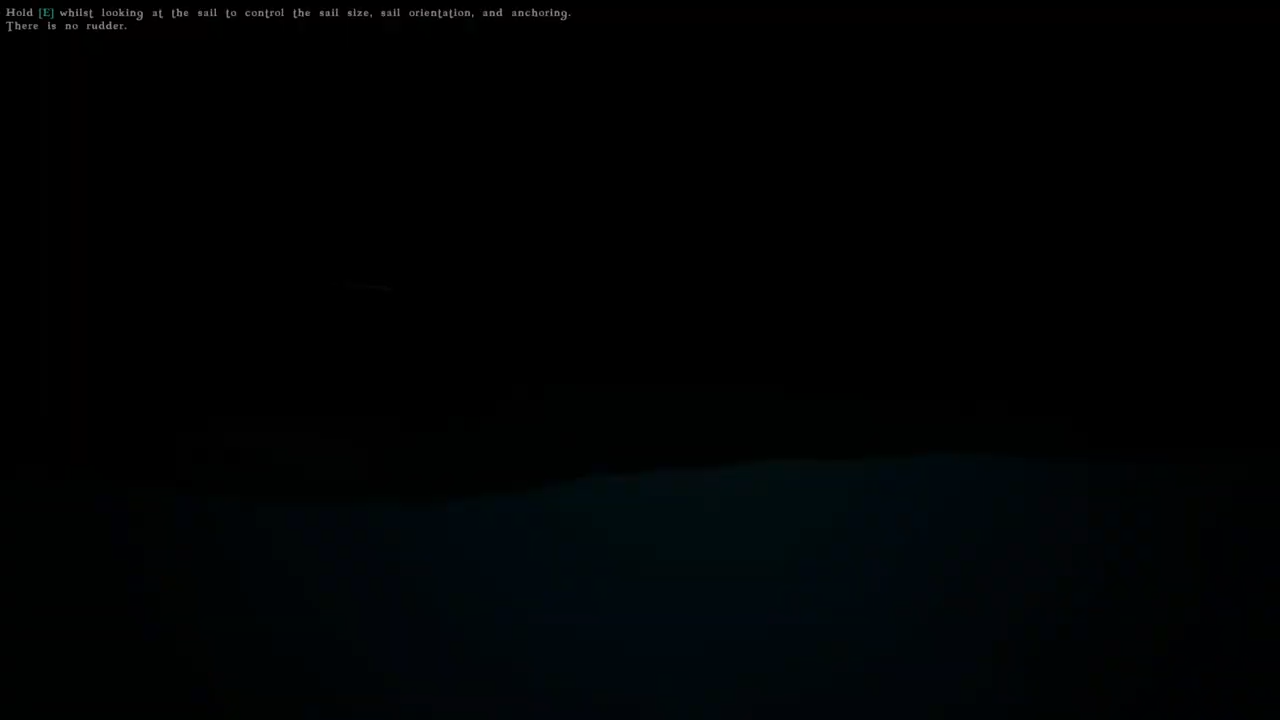 Hold [E] whilst looking at the sail to control the sail size, sail orientation, and anchoring.
There is no rudder.